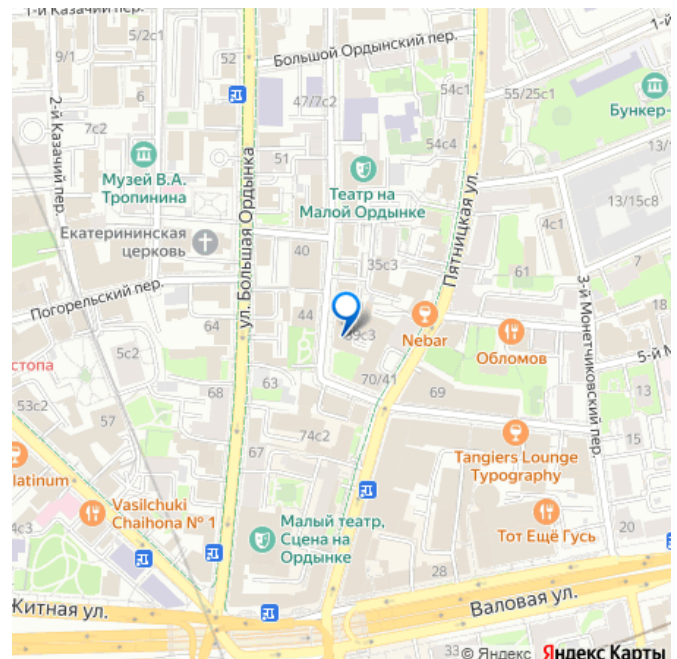 1-й Казачий пер.
5/2с1
9/1
52
Большой Ордынский пер.
1-й
6
47/7с2
54с1
55/25с1
2-й Казачий пер.
7с2
54с4
Бункер-
Музей В.А.
Тропинина
51
Театр на
Малой Ордынке
13/1
13/15с8
ул. Большая Ордынка
Пятницкая ул.
Екатерининская
церковь
40
35с3
4с1
61
7
Погорельский пер.
64
44
39с3
Nebar
Обломов
3-й Монетчиковский пер.
18
5-й М
стопа
5с2
63
70/41
69
53с2
68
57
13
15
74с2
67
latinum
Tangiers Lounge
Typography
Vasilchuki
Chaihona № 1
4с3
Малый театр,
Сцена на
Ордынке
Тот Ещё Гусь
20
28
Житная ул.
Валовая ул.
33
© Яндекс Яндекс Карты